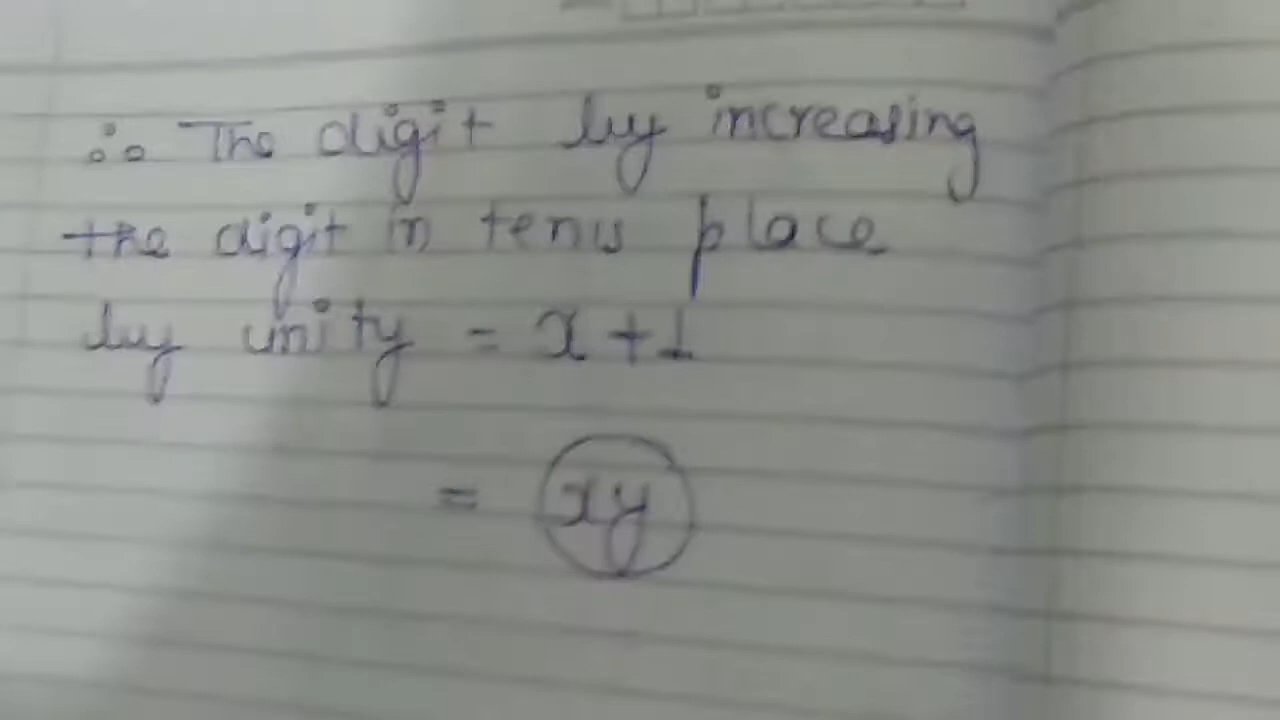 ∴ The digit by increasing
the digit in tens place
by unity = x + 1
= xy